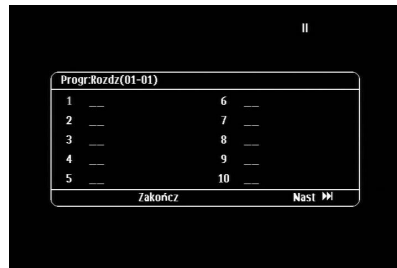 Progr:Rozdz(01-01)
1 __ 6 __
2 __ 7 __
3 __ 8 __
4 __ 9 __
5 __ 10 __
Zakończ Nast ⏭